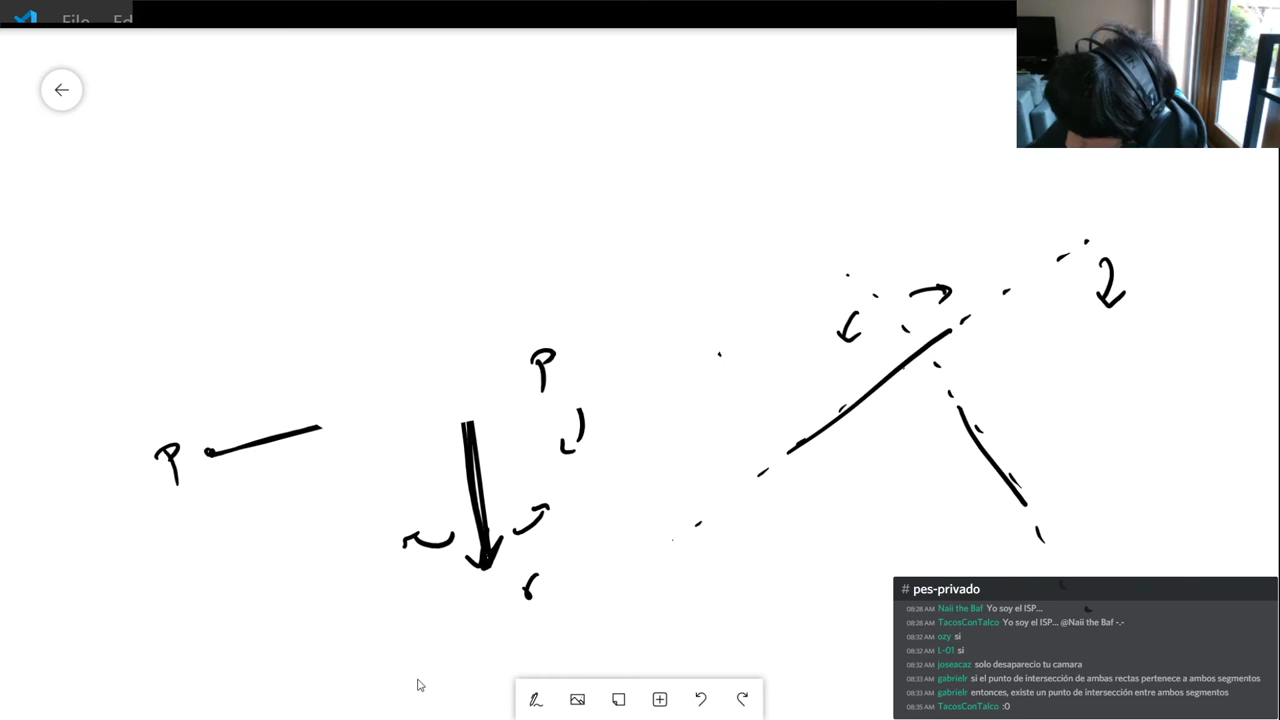 File Ed
P
P
# pes-privado
08:28 AM Naii the Baf Yo soy el ISP...
08:28 AM TacosConTalco Yo soy el ISP... @Naii the Baf -.-
08:32 AM ozy si
08:32 AM L-01 si
08:32 AM joseacaz solo desaparecio tu camara
08:33 AM gabrielr si el punto de intersección de ambas rectas pertenece a ambos segmentos
08:33 AM gabrielr entonces, existe un punto de intersección entre ambos segmentos
08:35 AM TacosConTalco :O